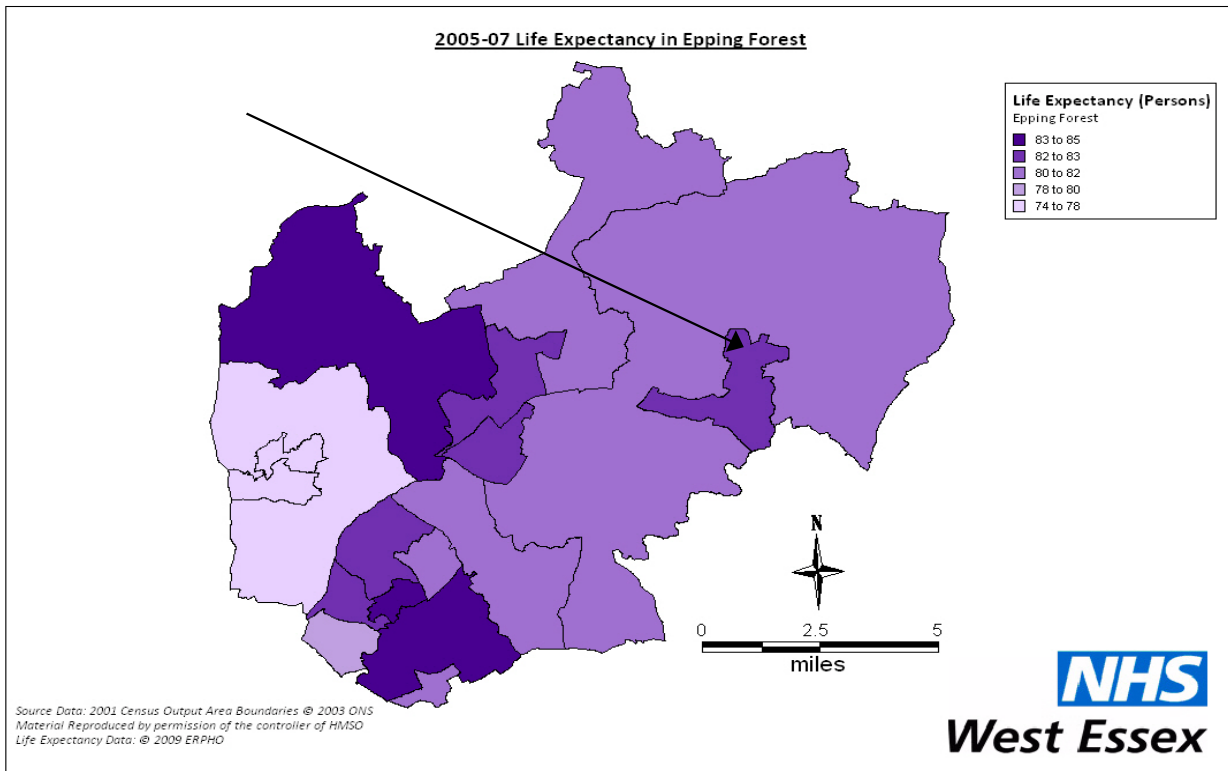 2005-07 Life Expectancy in Epping Forest
Life Expectancy (Persons)
Epping Forest
83 to 85
82 to 83
80 to 82
78 to 80
74 to 78
N
0 2.5 5
miles
Source Data: 2001 Census Output Area Boundaries © 2003 ONS
Material Reproduced by permission of the controller of HMSO
Life Expectancy Data: © 2009 ERPHO
NHS
West Essex